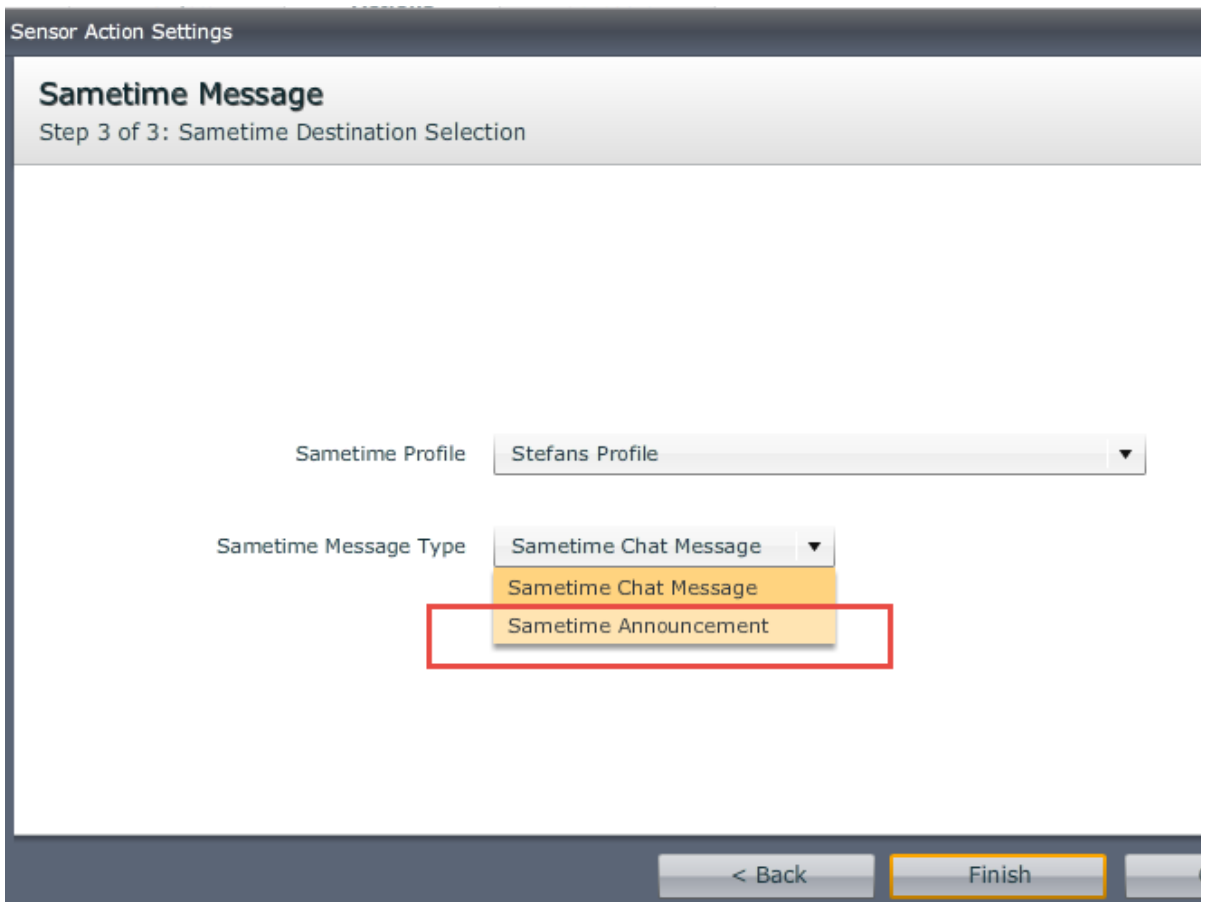 Sensor Action Settings
Sametime Message
Step 3 of 3: Sametime Destination Selection
Sametime Profile Stefans Profile
Sametime Message Type Sametime Chat Message
Sametime Chat Message
Sametime Announcement
< Back Finish